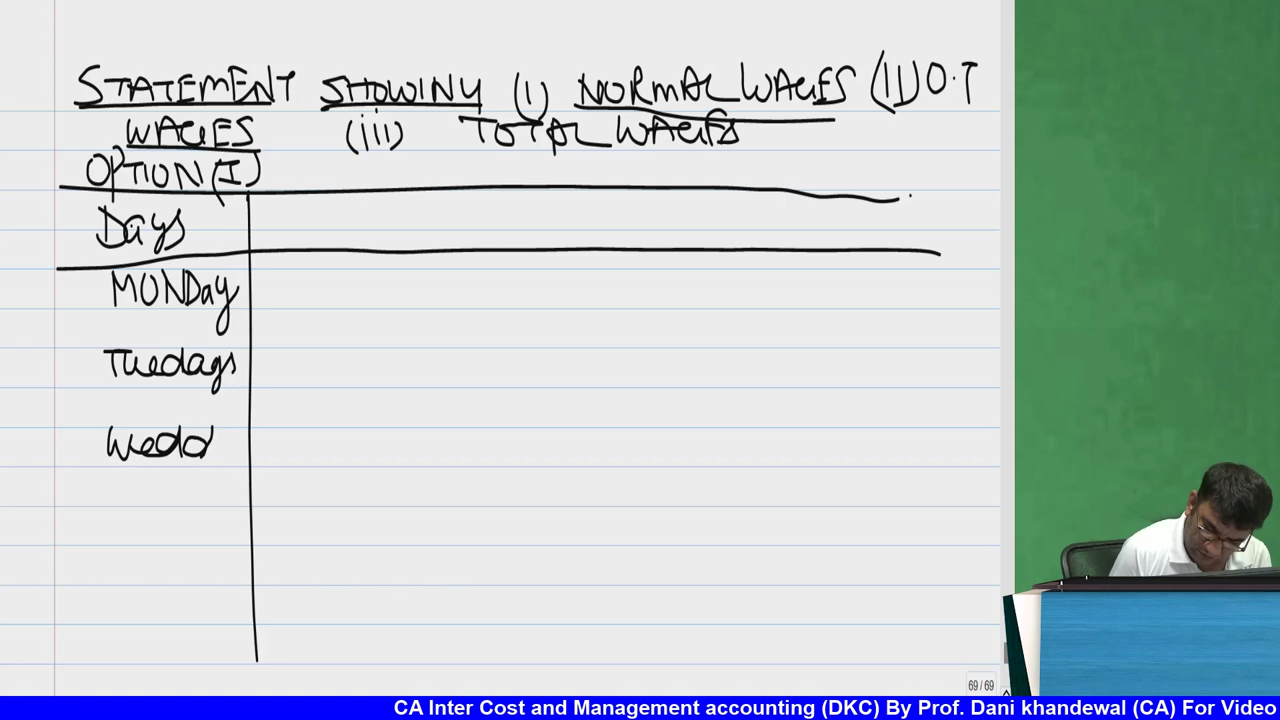 STATEMENT SHOWING (i) NORMAL WAGES (II) O.T
WAGES (iii) TOTAL WAGES
OPTION (I)
Days
MONDay
Tuedays
Wedd
69 / 69
CA Inter Cost and Management accounting (DKC) By Prof. Dani khandewal (CA) For Video